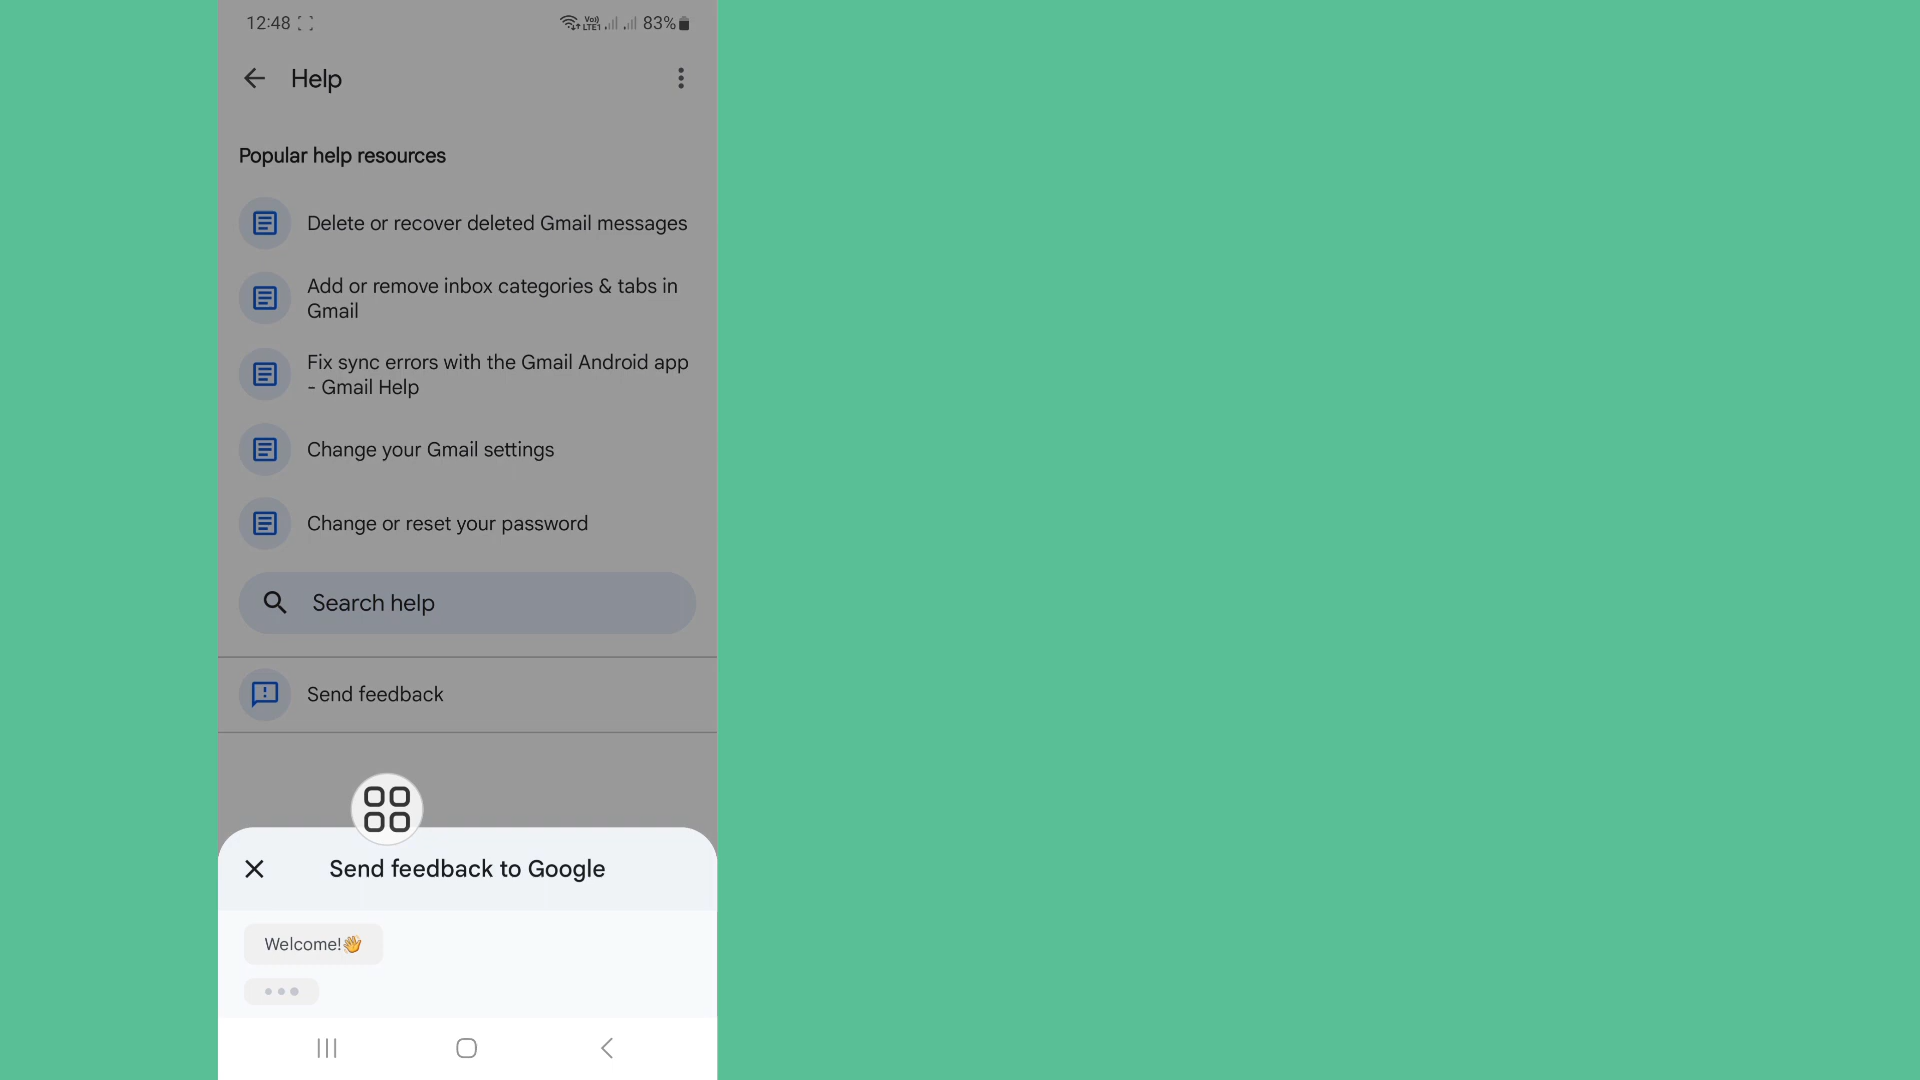 12:48 83%
Vo))
LTE1
Help
Popular help resources
Delete or recover deleted Gmail messages
Add or remove inbox categories & tabs in
Gmail
Fix sync errors with the Gmail Android app
- Gmail Help
Change your Gmail settings
Change or reset your password
Search help
Send feedback
Send feedback to Google
Welcome!👋